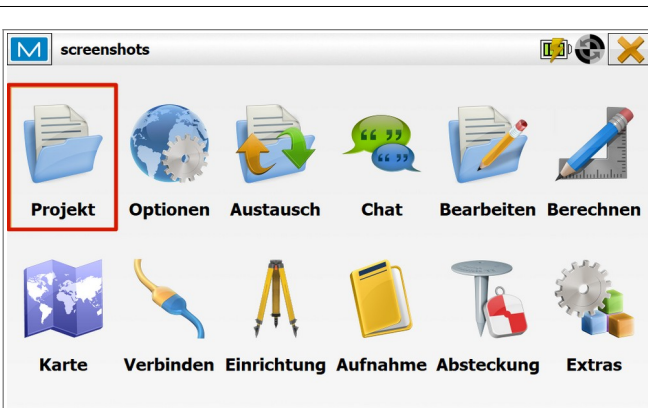 screenshots
Projekt Optionen Austausch Chat Bearbeiten Berechnen
Karte Verbinden Einrichtung Aufnahme Absteckung Extras